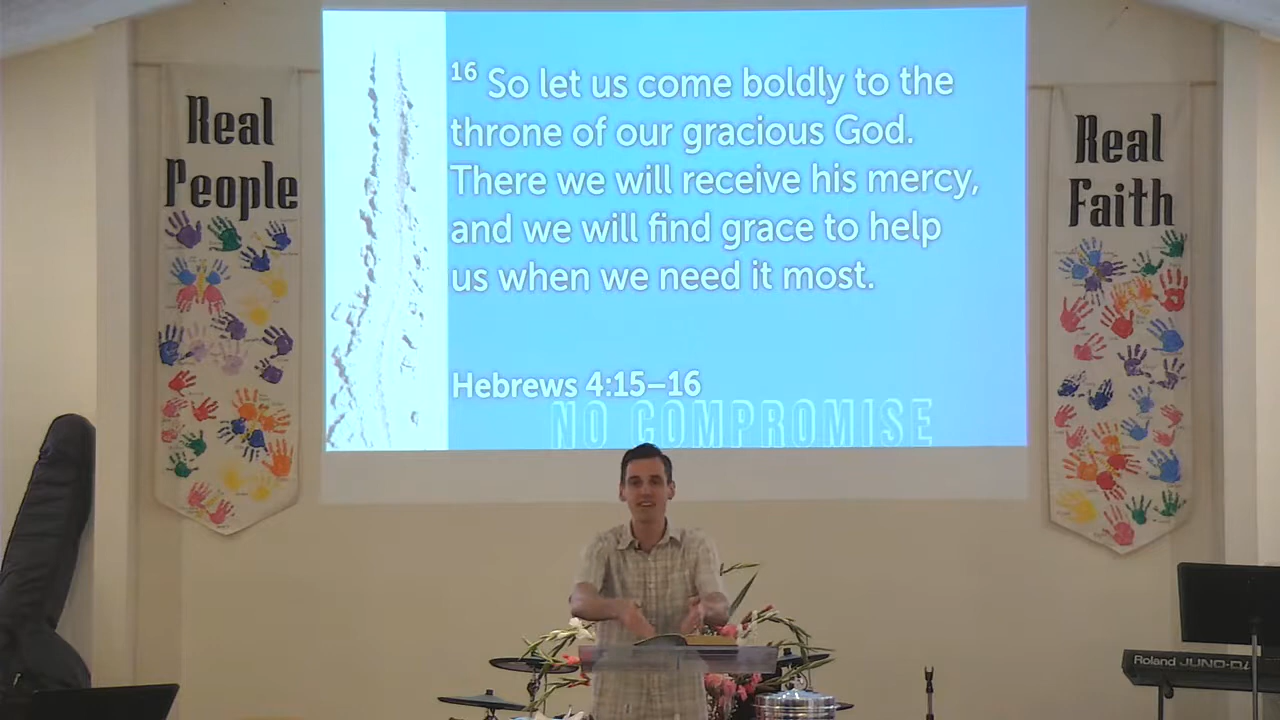 Real
People
16 So let us come boldly to the
throne of our gracious God.
There we will receive his mercy,
and we will find grace to help
us when we need it most.
Hebrews 4:15–16
NO COMPROMISE
Real
Faith
Roland JUNO-D